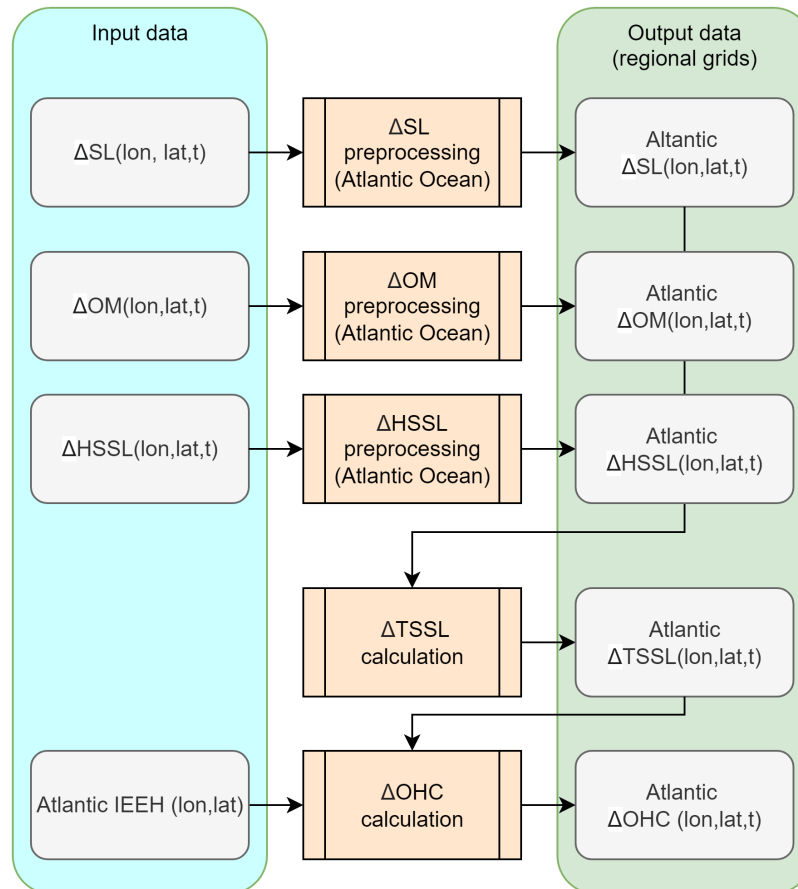 Input data
Output data
(regional grids)
ΔSL(lon, lat,t)
ΔSL
preprocessing
(Atlantic Ocean)
Altantic
ΔSL(lon,lat,t)
ΔOM(lon,lat,t)
ΔOM
preprocessing
(Atlantic Ocean)
Atlantic
ΔOM(lon,lat,t)
ΔHSSL(lon,lat,t)
ΔHSSL
preprocessing
(Atlantic Ocean)
Atlantic
ΔHSSL(lon,lat,t)
ΔTSSL
calculation
Atlantic
ΔTSSL(lon,lat,t)
Atlantic IEEH (lon,lat)
ΔOHC
calculation
Atlantic
ΔOHC (lon,lat,t)